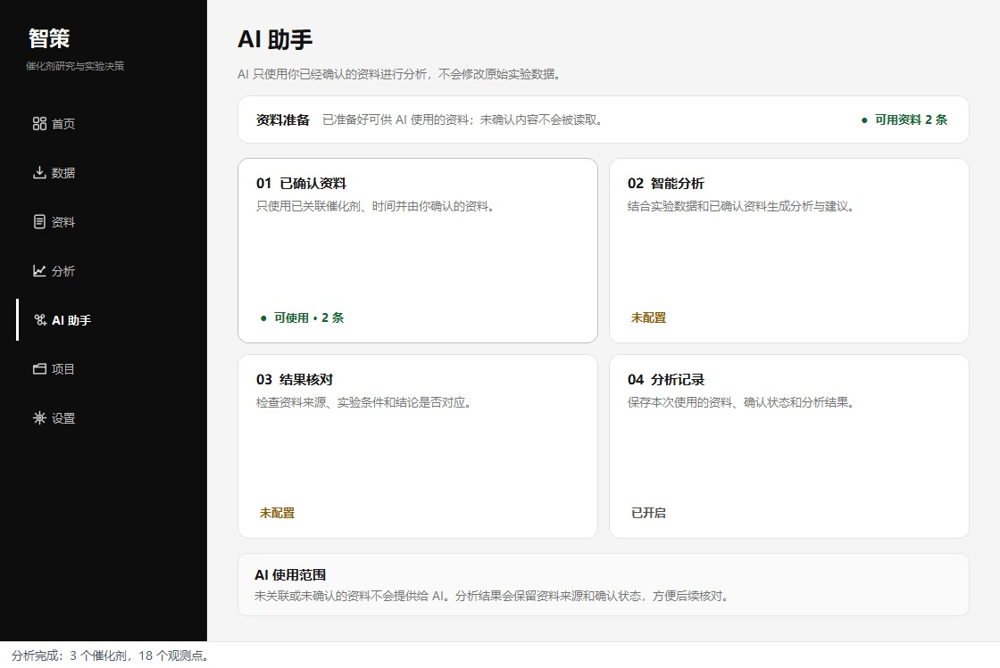 智策
催化剂研究与实验决策
首页
数据
资料
分析
AI 助手
项目
设置
AI 助手
AI 只使用你已经确认的资料进行分析，不会修改原始实验数据。
资料准备 已准备好可供 AI 使用的资料；未确认内容不会被读取。 ● 可用资料 2 条
01 已确认资料
只使用已关联催化剂、时间并由你确认的资料。
● 可使用 · 2 条
02 智能分析
结合实验数据和已确认资料生成分析与建议。
未配置
03 结果核对
检查资料来源、实验条件和结论是否对应。
未配置
04 分析记录
保存本次使用的资料、确认状态和分析结果。
已开启
AI 使用范围
未关联或未确认的资料不会提供给 AI。分析结果会保留资料来源和确认状态，方便后续核对。
分析完成：3 个催化剂，18 个观测点。